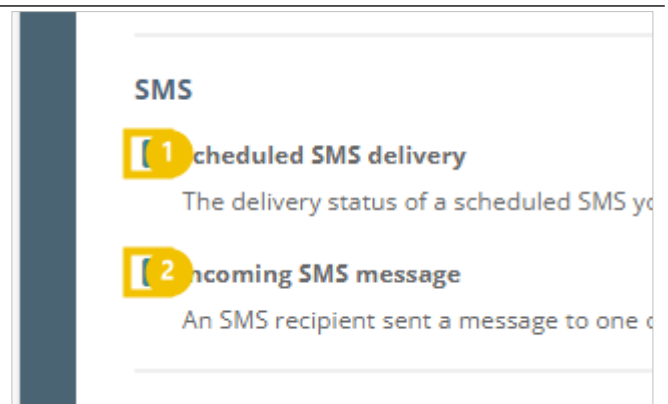 SMS
1 cheduled SMS delivery
The delivery status of a scheduled SMS yo
2 ncoming SMS message
An SMS recipient sent a message to one